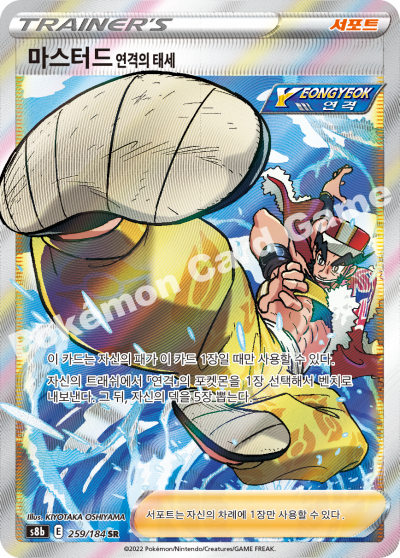 TRAINER'S 서포트
마스터드 연격의 태세
YEONGYEOK
연격
Pokémon Card Game
이 카드는 자신의 패가 이 카드 1장일 때만 사용할 수 있다.
자신의 트래쉬에서 「연격」의 포켓몬을 1장 선택해서 벤치로
내보낸다. 그 뒤, 자신의 덱을 5장 뽑는다.
Illus. KIYOTAKA OSHIYAMA
s8b E 259/184 SR
서포트는 자신의 차례에 1장만 사용할 수 있다.
©2022 Pokémon/Nintendo/Creatures/GAME FREAK.